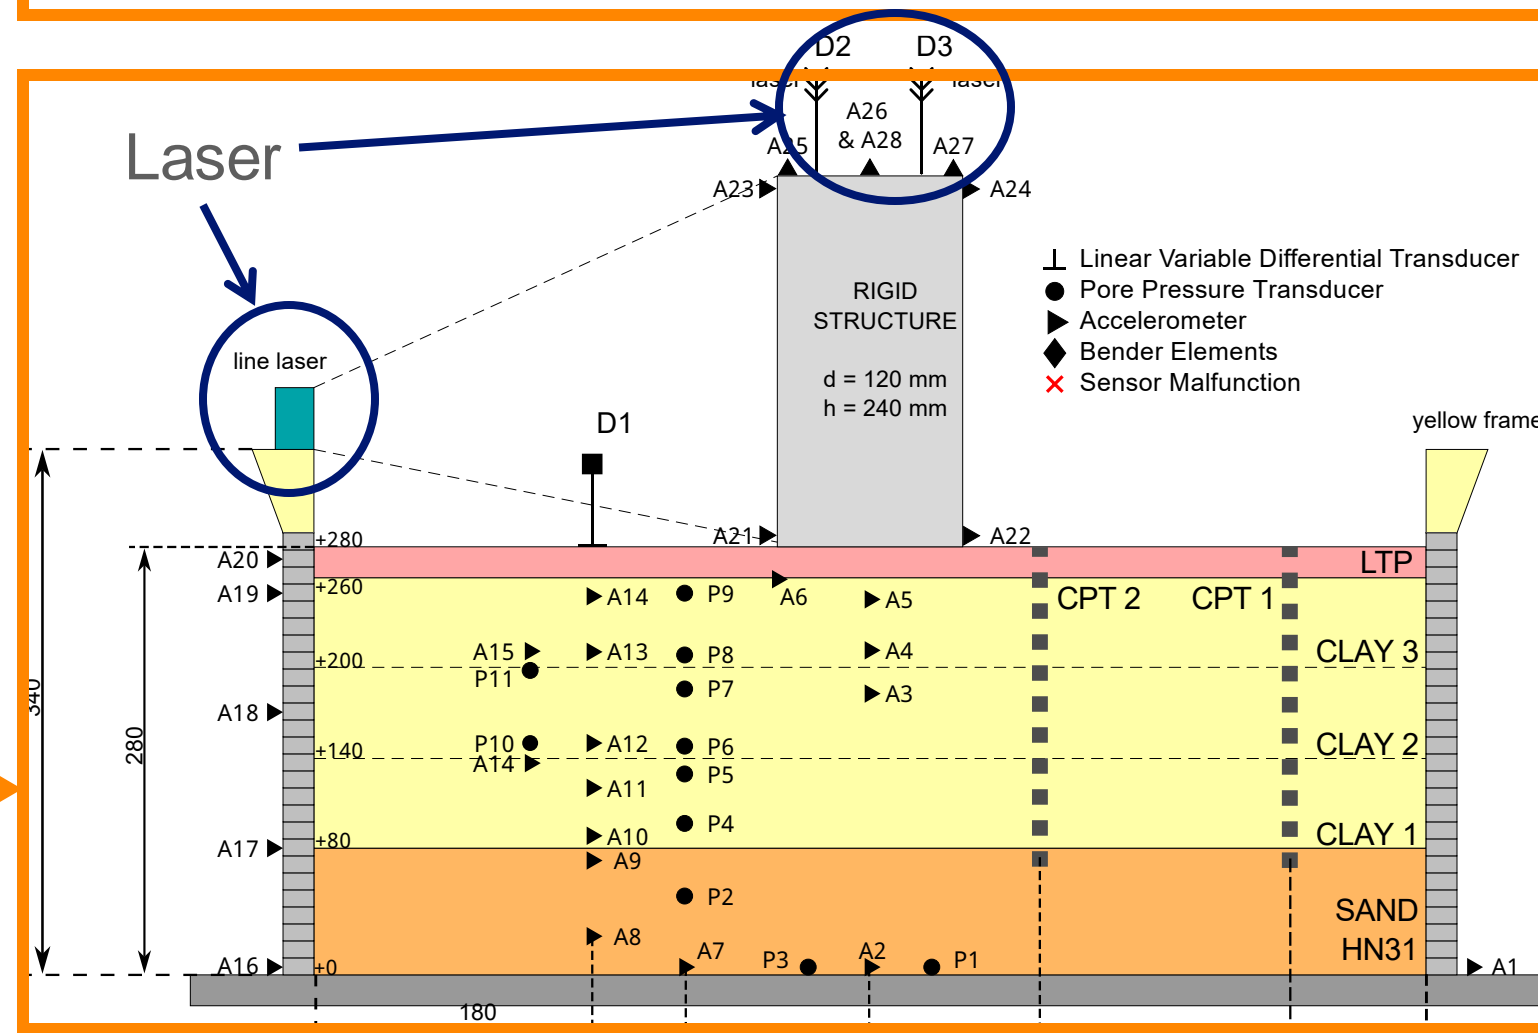 D2 D3
laser laser
A26
& A28
Laser
A25 A27
A23 A24
Linear Variable Differential Transducer
Pore Pressure Transducer
Accelerometer
Bender Elements
Sensor Malfunction
RIGID
STRUCTURE
d = 120 mm
h = 240 mm
line laser
D1
yellow frame
A21 A22
+280
A20 LTP
A19 +260 A14 P9 A6 A5 CPT 2 CPT 1
A15 A13 P8 A4 CLAY 3
+200
P11 P7 A3
340
A18
280
P10 A12 P6 CLAY 2
+140
A14 P5
A11
P4
A10 CLAY 1
A17 +80
A9
P2
SAND
A8
HN31
A7 P3 A2 P1
A16 +0 A1
180